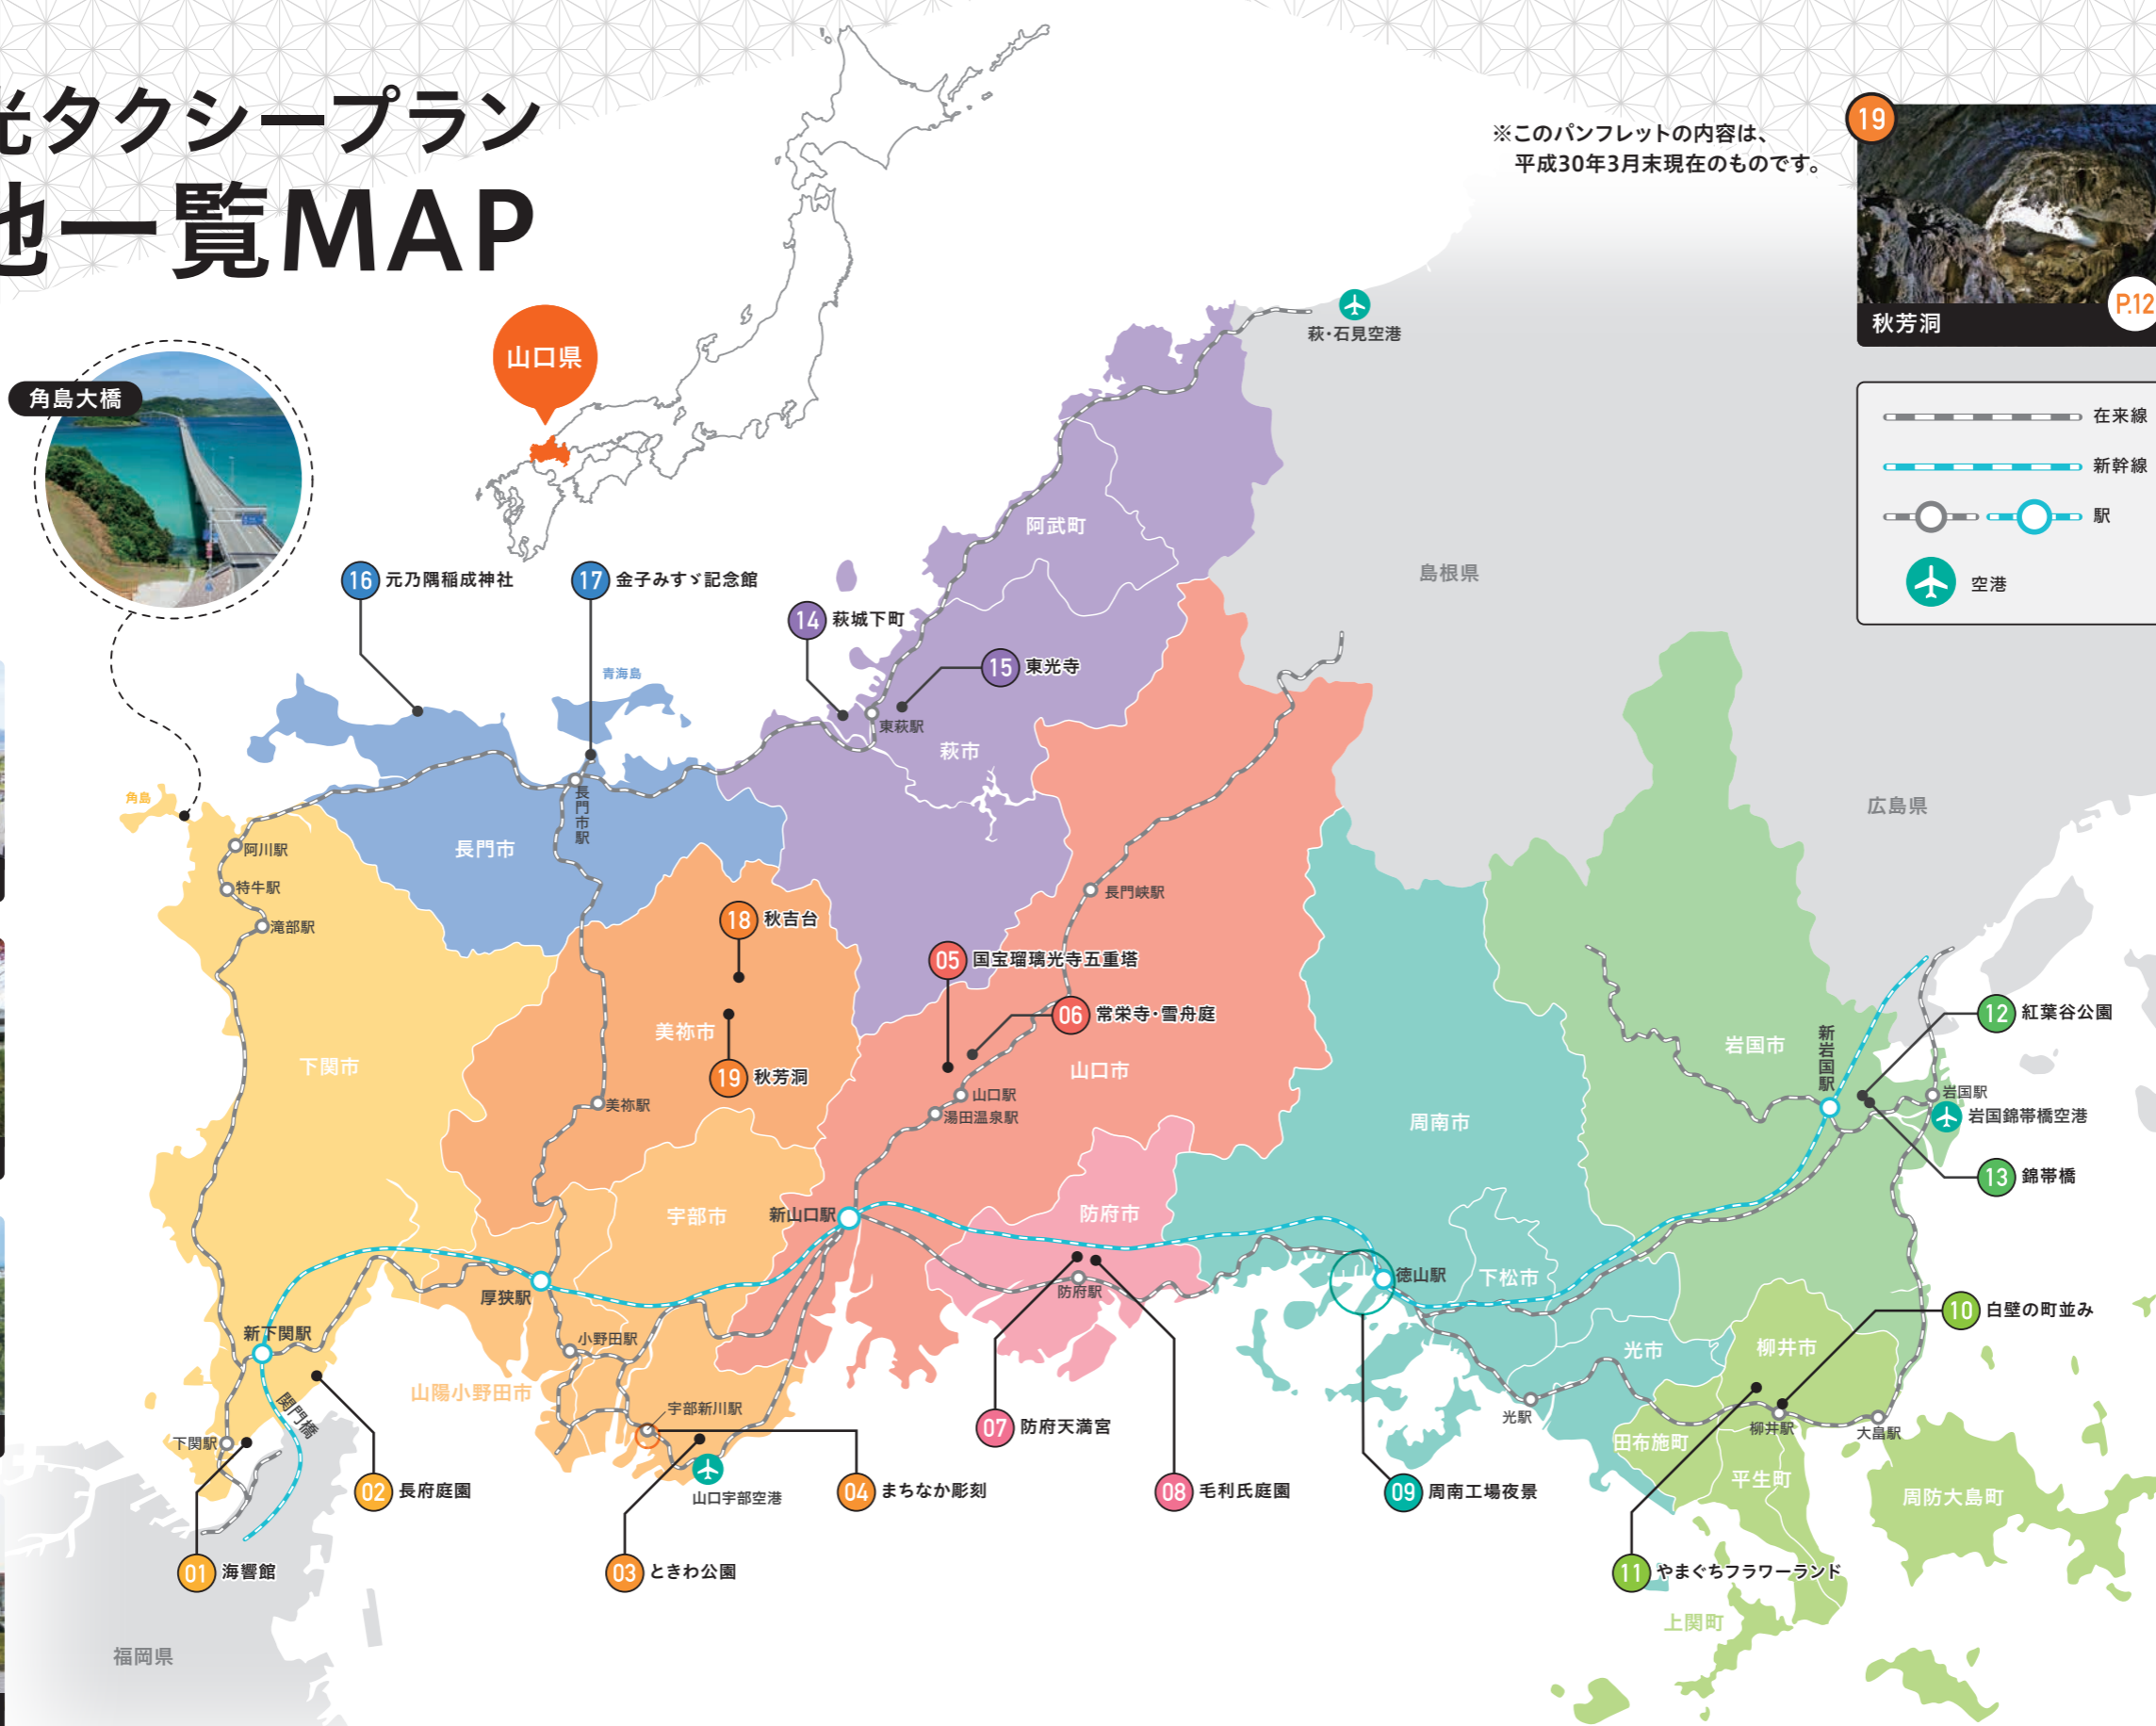 光タクシープラン
地一覧MAP
※このパンフレットの内容は、
平成30年3月末現在のものです。
19
P.12
秋芳洞
在来線
新幹線
駅
空港
山口県
角島大橋
萩・石見空港
阿武町
島根県
16 元乃隅稲成神社
17 金子みすゞ記念館
14 萩城下町
15 東光寺
青海島
東萩駅
萩市
角島
長門市駅
広島県
阿川駅
長門市
特牛駅
長門峡駅
滝部駅
18 秋吉台
05 国宝瑠璃光寺五重塔
06 常栄寺・雪舟庭
12 紅葉谷公園
美祢市
岩国市
新岩国駅
下関市
19 秋芳洞
山口市
山口駅
岩国駅
美祢駅
湯田温泉駅
岩国錦帯橋空港
周南市
13 錦帯橋
宇部市
新山口駅
防府市
徳山駅
下松市
厚狭駅
防府駅
10 白壁の町並み
新下関駅
小野田駅
光市
柳井市
山陽小野田市
関門橋
宇部新川駅
光駅
07 防府天満宮
下関駅
田布施町
柳井駅
大畠駅
平生町
02 長府庭園
山口宇部空港
04 まちなか彫刻
08 毛利氏庭園
09 周南工場夜景
周防大島町
01 海響館
03 ときわ公園
11 やまぐちフラワーランド
上関町
福岡県